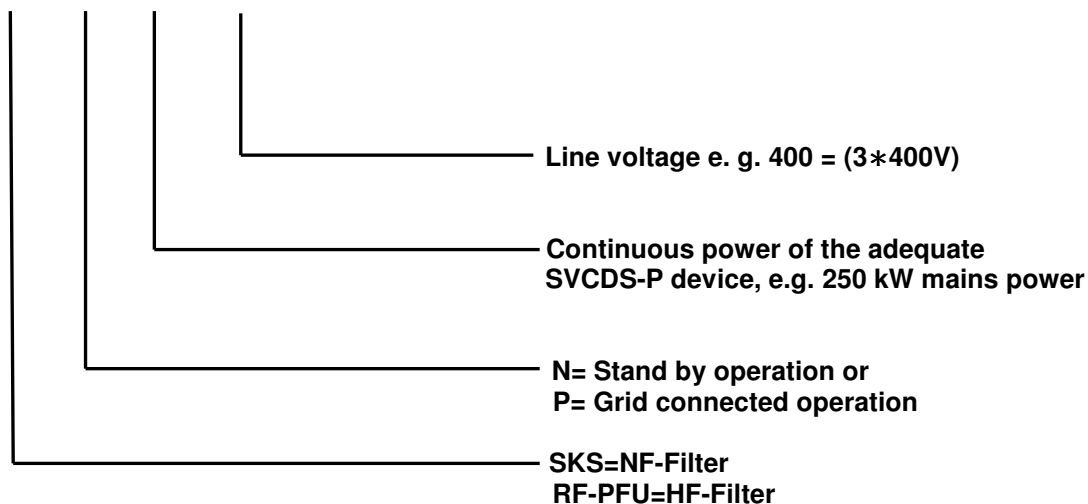 Line voltage e. g. 400 = (3*400V)
Continuous power of the adequate
SVCDS-P device, e.g. 250 kW mains power
N= Stand by operation or
P= Grid connected operation
SKS=NF-Filter
RF-PFU=HF-Filter